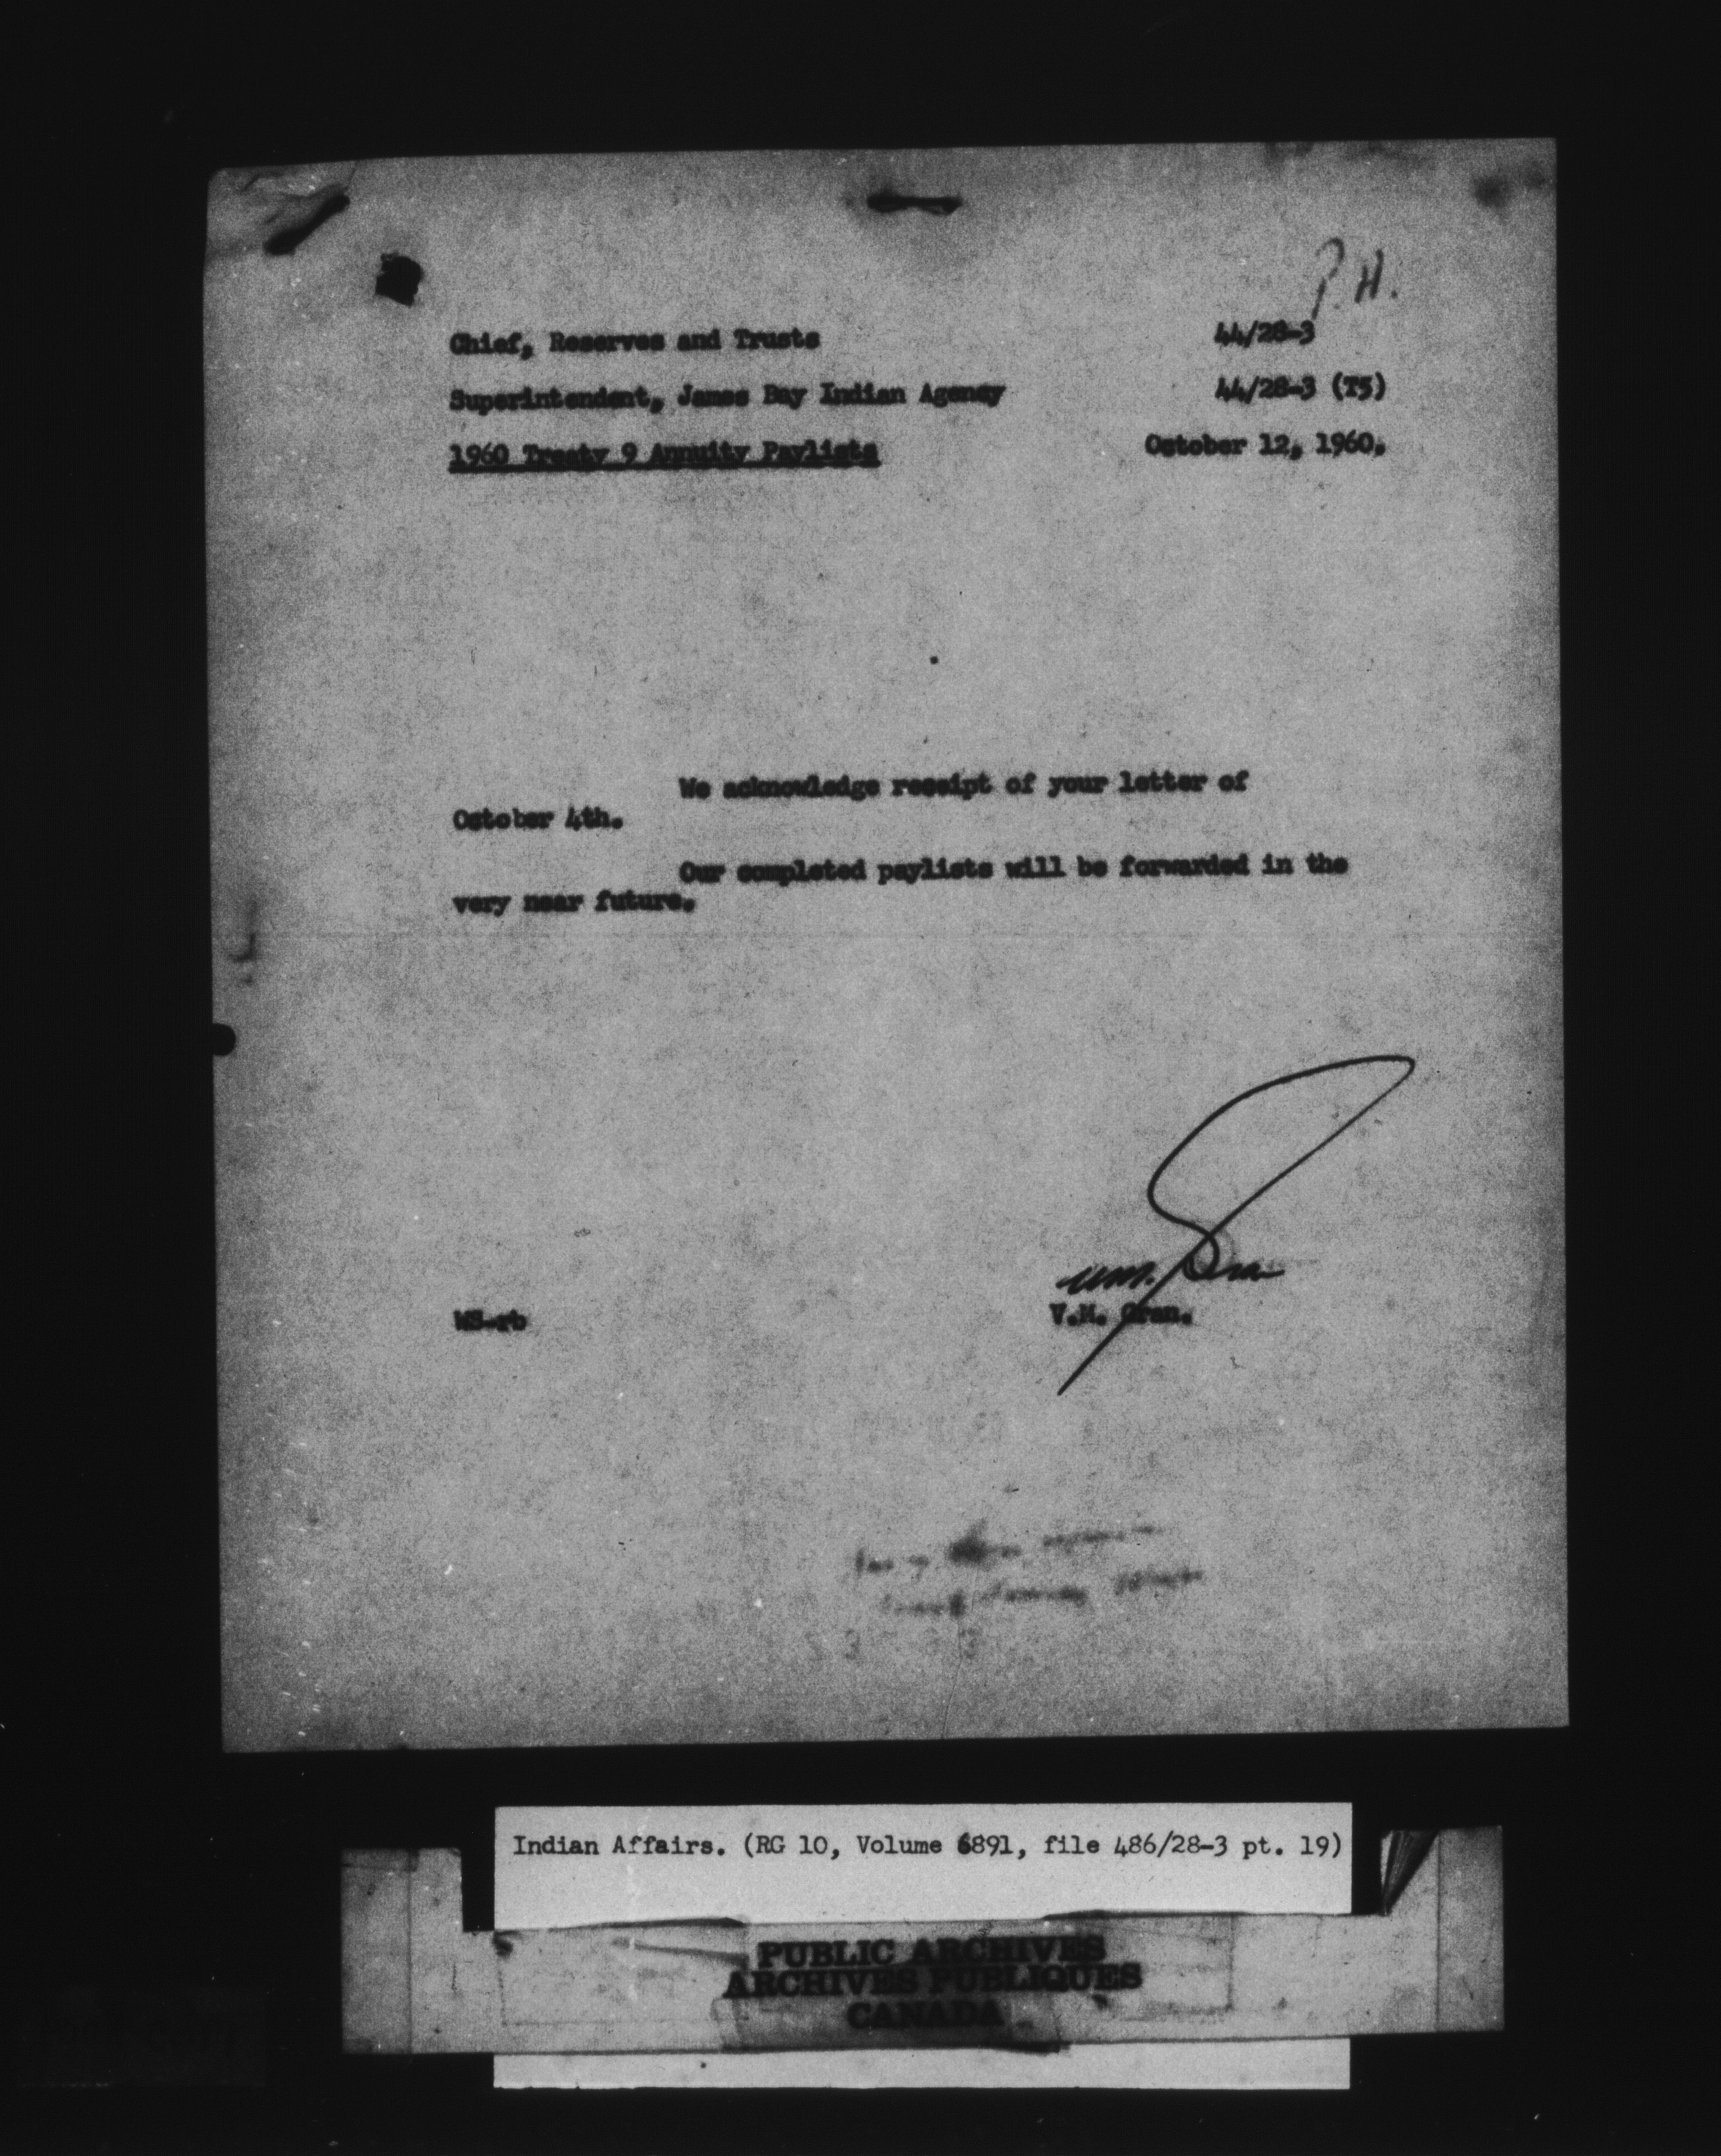 P.H.
Chief, Reserves and Trusts 44/28-3
Superintendent, James Bay Indian Agency 44/28-3 (T5)
1960 Treaty 9 Annuity Paylists October 12, 1960.
We acknowledge receipt of your letter of
October 4th.
Our completed paylists will be forwarded in the
very near future.
V.M. Gran
MS-rb V.M. Gran.
Indian Affairs. (RG 10, Volume 6891, file 486/28-3 pt. 19)
PUBLIC ARCHIVES
ARCHIVES PUBLIQUES
CANADA